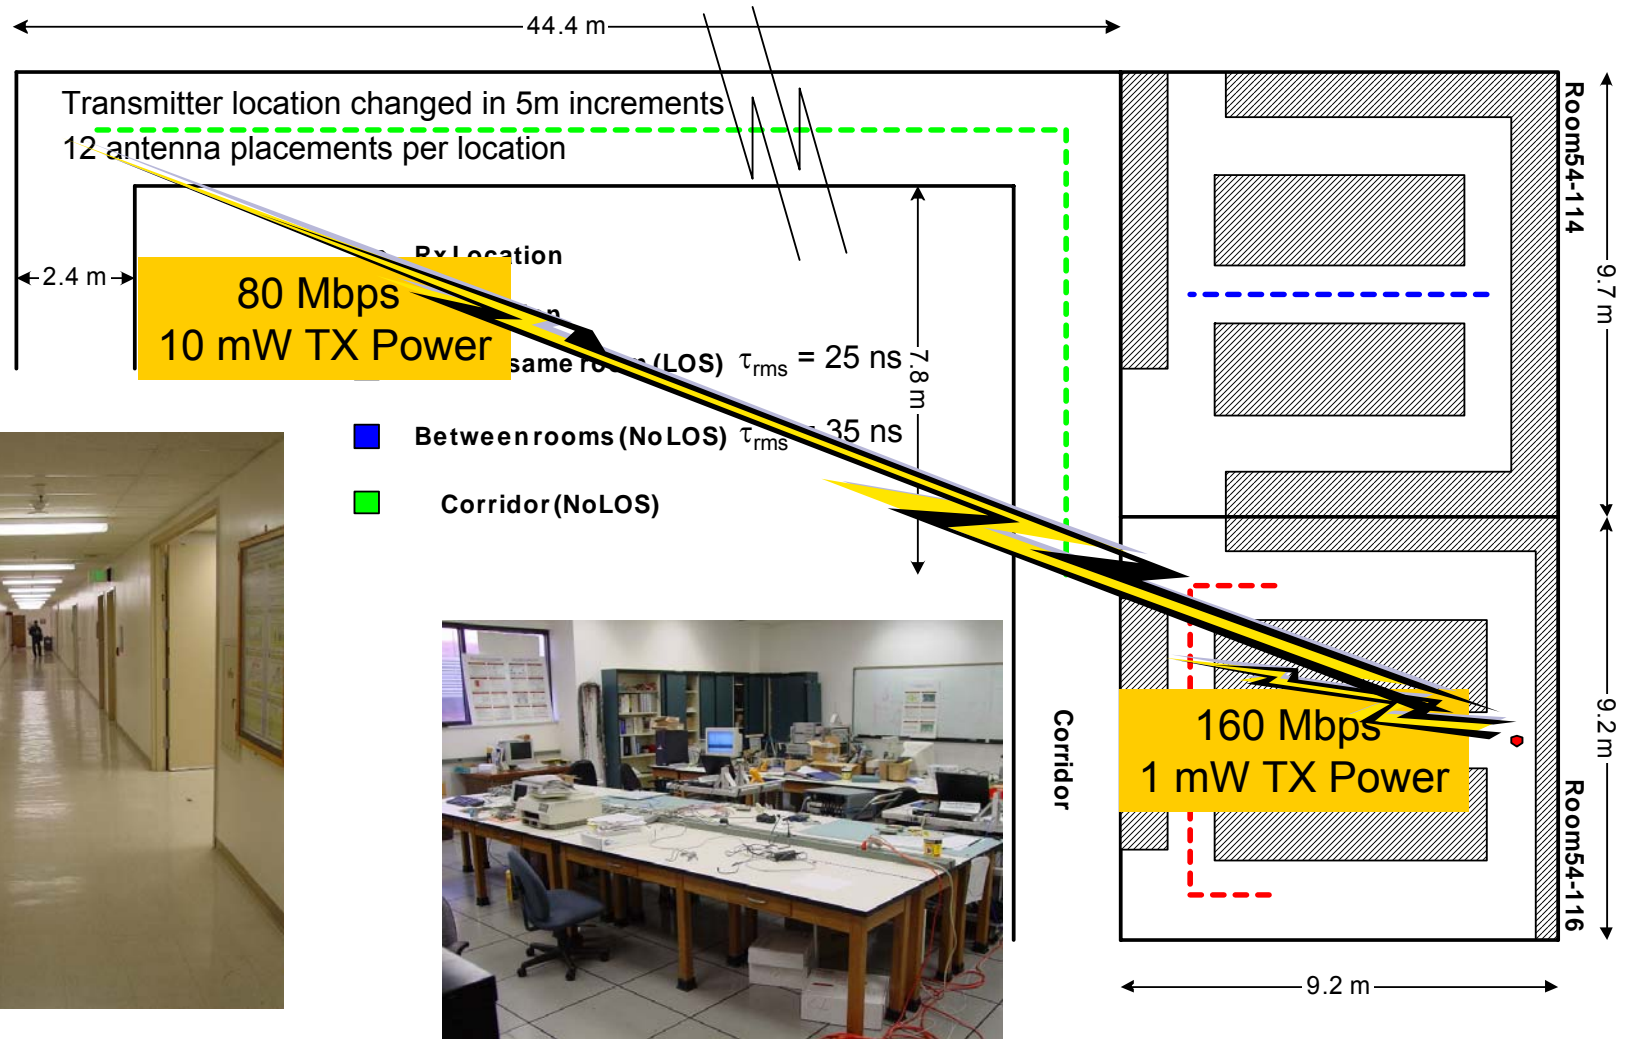 44.4 m
Transmitter location changed in 5m increments
12 antenna placements per location
Room54-114
9.7 m
2.4 m
Rx Location
80 Mbps
10 mW TX Power
same room (LOS) τrms = 25 ns
7.8 m
Between rooms (No LOS) τrms = 35 ns
Corridor (No LOS)
Corridor
160 Mbps
1 mW TX Power
9.2 m
Room54-116
9.2 m